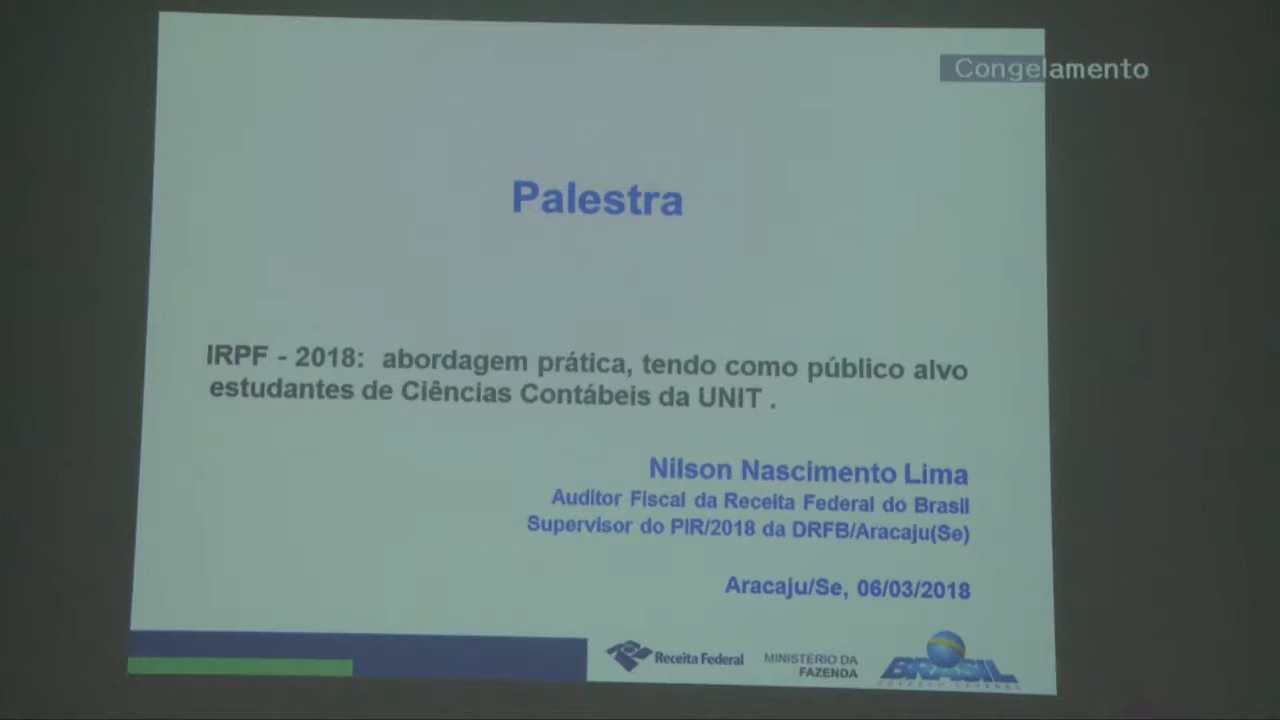 Congelamento
Palestra
IRPF - 2018: abordagem prática, tendo como público alvo
estudantes de Ciências Contábeis da UNIT .
Nilson Nascimento Lima
Auditor Fiscal da Receita Federal do Brasil
Supervisor do PIR/2018 da DRFB/Aracaju(Se)
Aracaju/Se, 06/03/2018
Receita Federal
MINISTÉRIO DA
FAZENDA
BRASIL